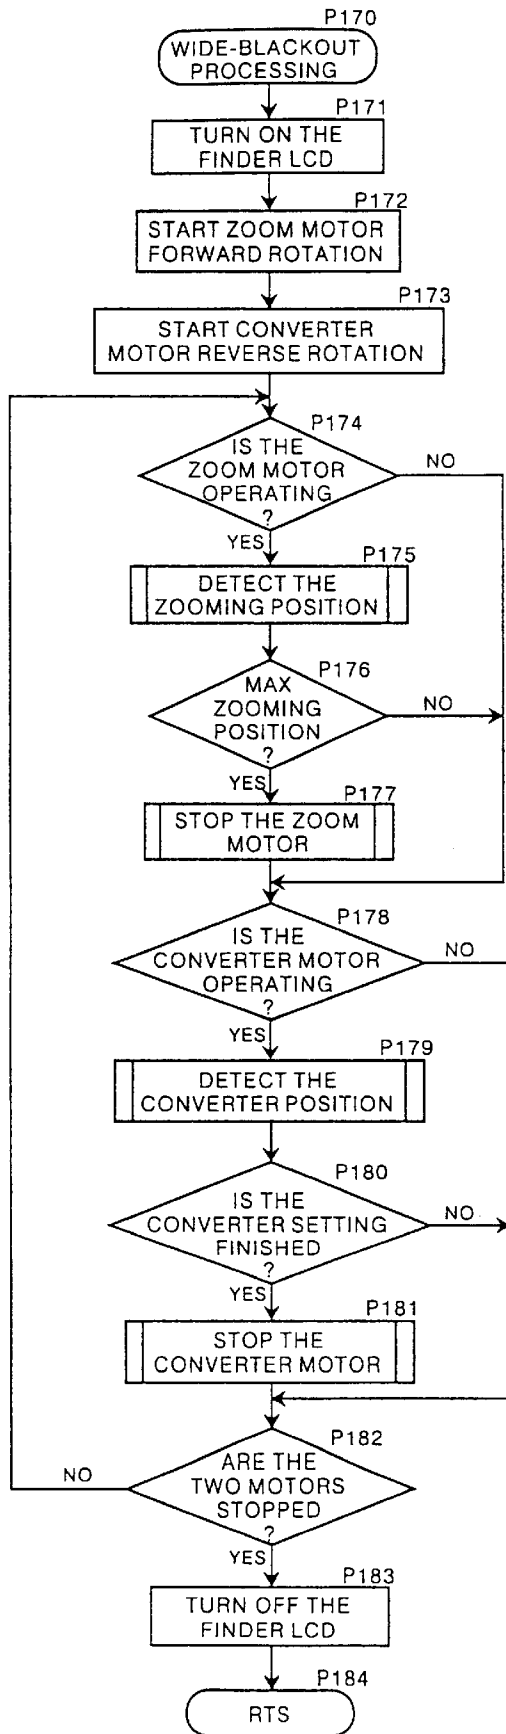 P170
WIDE-BLACKOUT
PROCESSING
P171
TURN ON THE
FINDER LCD
P172
START ZOOM MOTOR
FORWARD ROTATION
P173
START CONVERTER
MOTOR REVERSE ROTATION
P174
IS THE
ZOOM MOTOR
OPERATING
?
NO
YES
P175
DETECT THE
ZOOMING POSITION
P176
MAX
ZOOMING
POSITION
?
NO
YES
P177
STOP THE ZOOM
MOTOR
P178
IS THE
CONVERTER MOTOR
OPERATING
?
NO
YES
P179
DETECT THE
CONVERTER POSITION
P180
IS THE
CONVERTER SETTING
FINISHED
?
NO
YES
P181
STOP THE
CONVERTER MOTOR
P182
ARE THE
TWO MOTORS
STOPPED
?
NO
YES
P183
TURN OFF THE
FINDER LCD
P184
RTS